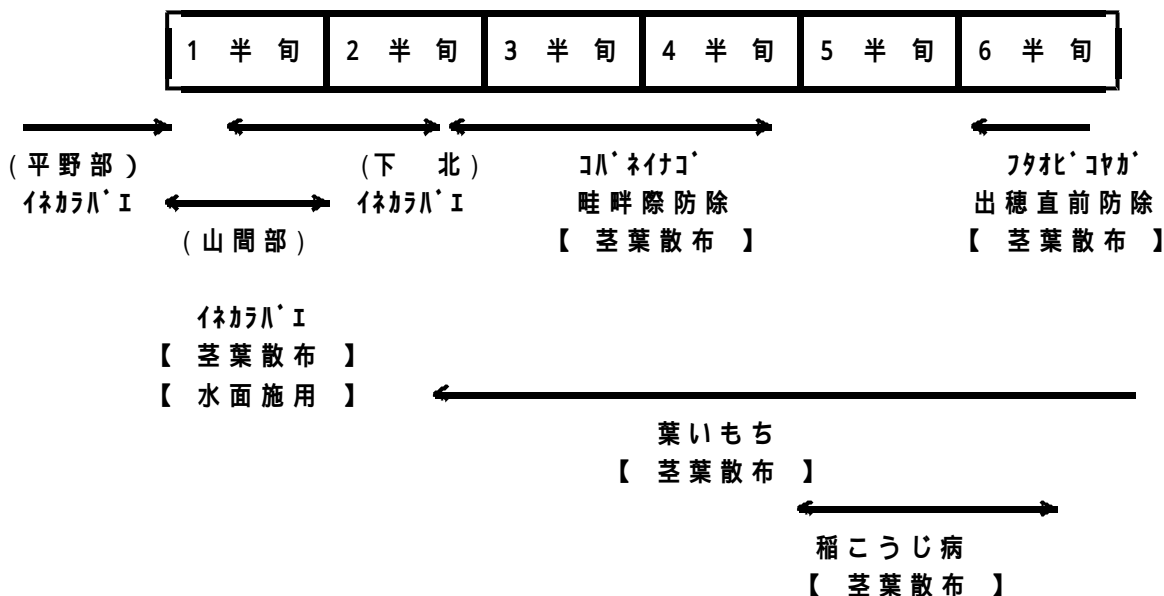 1 半 旬 2 半 旬 3 半 旬 4 半 旬 5 半 旬 6 半 旬
(平野部) (下 北) コバネイナゴ フタオビコヤガ
イネカラバエ イネカラバエ 畦畔際防除 出穂直前防除
(山間部) 【 茎葉散布 】 【 茎葉散布 】
イネカラバエ
【 茎葉散布 】
【 水面施用 】
葉いもち
【 茎葉散布 】
稲こうじ病
【 茎葉散布 】